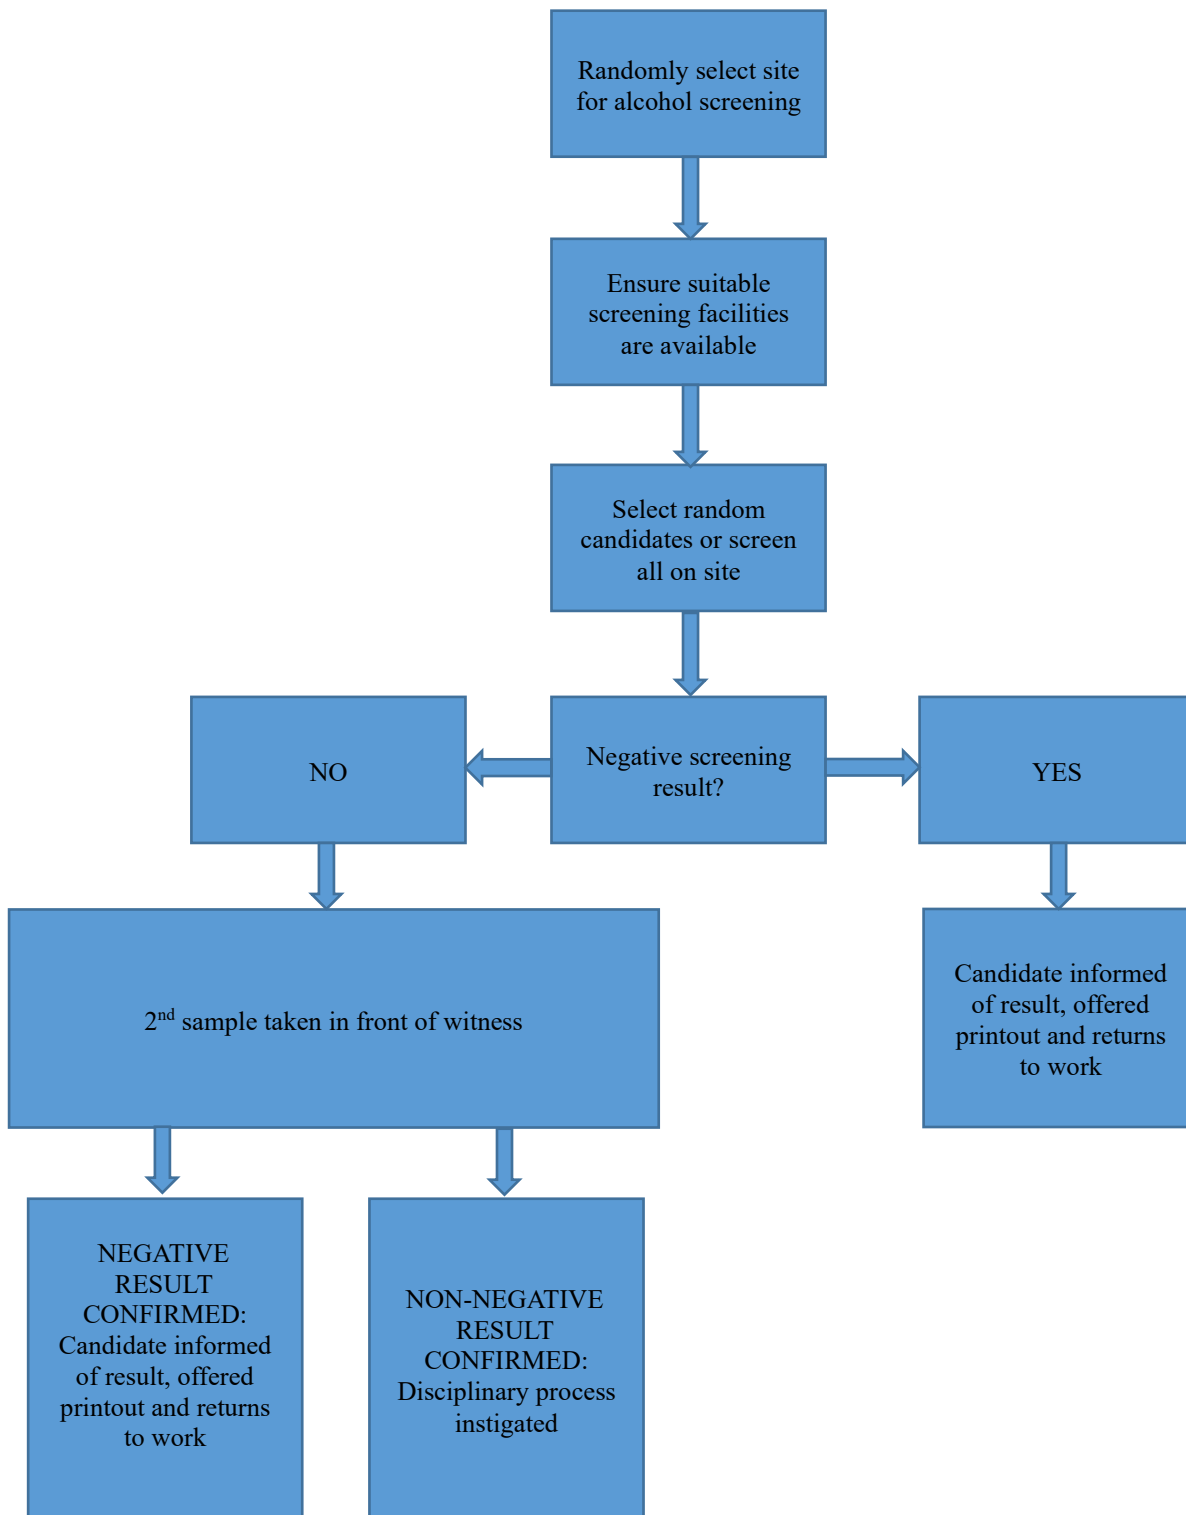 Randomly select site
for alcohol screening
Ensure suitable
screening facilities
are available
Select random
candidates or screen
all on site
NO
Negative screening
result?
YES
2nd sample taken in front of witness
Candidate informed
of result, offered
printout and returns
to work
NEGATIVE
RESULT
CONFIRMED:
Candidate informed
of result, offered
printout and returns
to work
NON-NEGATIVE
RESULT
CONFIRMED:
Disciplinary process
instigated